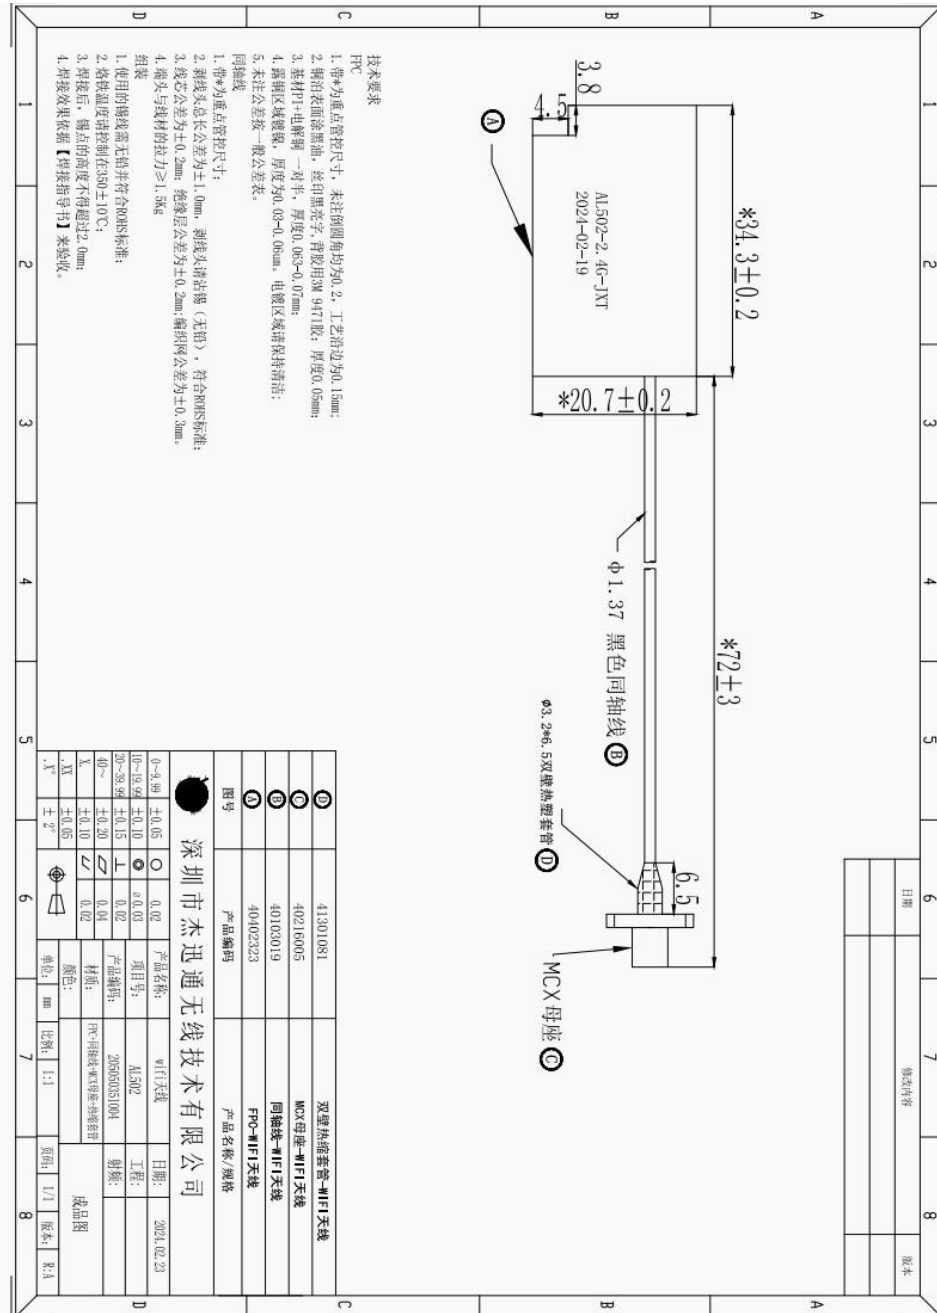 1 2 3 4 5 6 7 8
A
B
C
D
日期 修改内容 版本
*34.3±0.2
*72±3
3.8
4.5
AL502-2.4G-JXT
2024-02-19
*20.7±0.2
A
Φ1.37 黑色同轴线 B
6.5
Φ3.2*6.5双壁热塑套管 D
MCX母座 C
技术要求
FPC
1. 带*为重点管控尺寸, 未注倒圆角均为0.2, 工艺沿边为0.15mm;
2. 铜泊表面涂黑油, 丝印黑亮字, 背胶用3M 9471胶; 厚度0.05mm;
3. 基材PI+电解铜 一对半, 厚度0.063-0.07mm;
4. 露铜区域镀镍, 厚度为0.03-0.06um。电镀区域请保持清洁;
5. 未注公差按一般公差表。
同轴线
1. 带*为重点管控尺寸;
2. 剥线头总长公差为±1.0mm, 剥线头请沾锡(无铅), 符合ROHS标准;
3. 线芯公差为±0.2mm; 绝缘层公差为±0.2mm;编织网公差为±0.3mm。
4. 端头与线材的拉力≥1.5Kg
组装
1. 使用的锡线需无铅并符合ROHS标准;
2. 烙铁温度请控制在350±10℃;
3. 焊接后, 锡点的高度不得超过2.0mm;
4. 焊接效果依据【焊接指导书】来验收。
D 41301081 双壁热缩套管-WIFI天线
C 40216005 MCX母座-WIFI天线
B 40103019 同轴线-WIFI天线
A 40402323 FPC-WIFI天线
图号 产品编码 产品名称/规格
深圳市杰迅通无线技术有限公司
0~9.99 ±0.05 0.02 产品名称: wifi天线 日期: 2024.02.23
10~19.99 ±0.10 ⌀0.03 项目号: AL502 工程:
20~39.99 ±0.15 ⊥ 0.02 产品编码: 205050351004 射频:
40~ ±0.20 0.04 材质: FPC+同轴线+MCX母座+热缩套管 成品图
X. ±0.10 0.02 颜色:
.XX ±0.05
.X° ±2° 单位: mm 比例: 1:1 页码: 1/1 版本: R:A
1 2 3 4 5 6 7 8
A
B
C
D